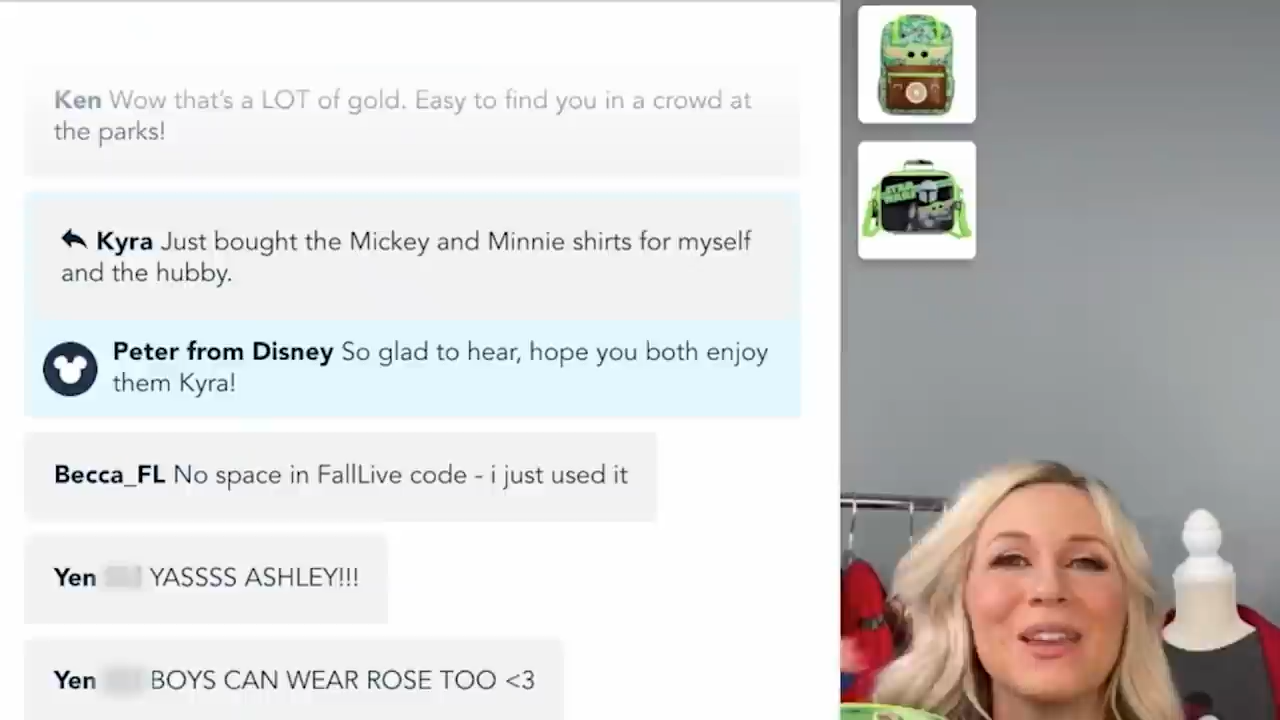 Ken Wow that's a LOT of gold. Easy to find you in a crowd at
the parks!
Kyra Just bought the Mickey and Minnie shirts for myself
and the hubby.
Peter from Disney So glad to hear, hope you both enjoy
them Kyra!
Becca_FL No space in FallLive code - i just used it
Yen YASSSS ASHLEY!!!
Yen BOYS CAN WEAR ROSE TOO <3
STAR
WARS